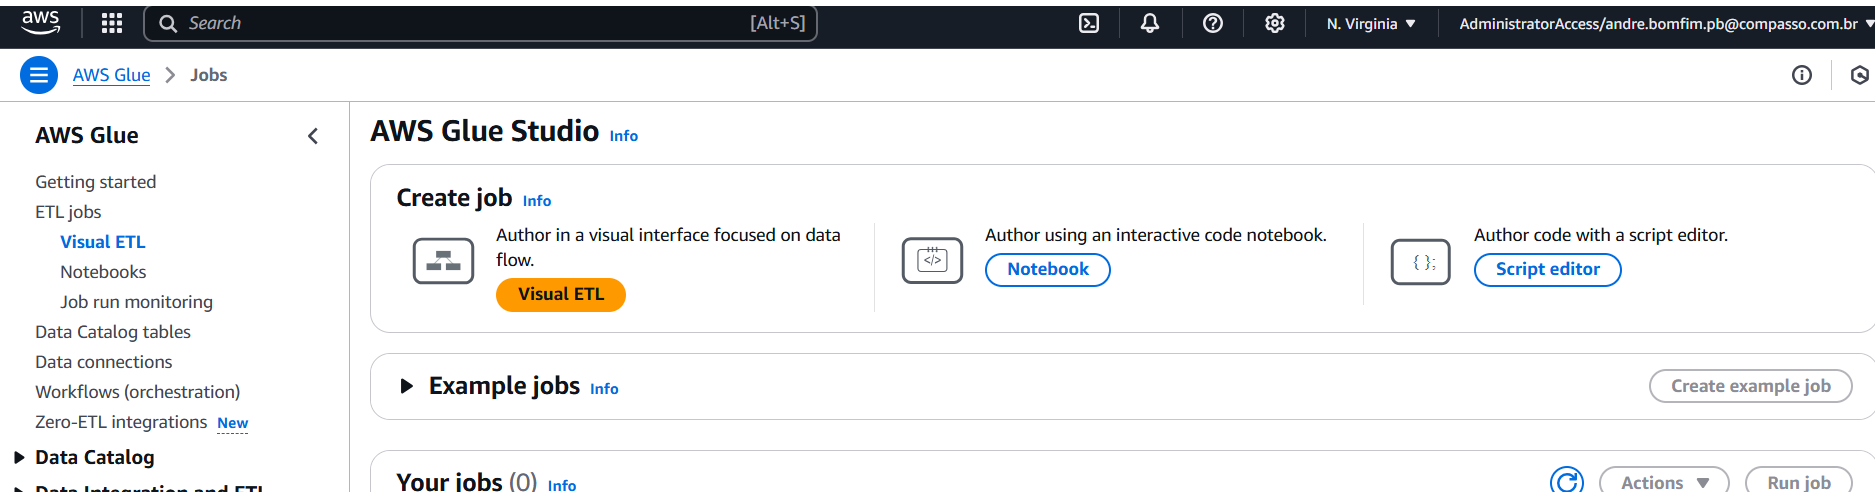 aws
Search [Alt+S]
N. Virginia
AdministratorAccess/andre.bomfim.pb@compasso.com.br
AWS Glue > Jobs
AWS Glue
Getting started
ETL jobs
Visual ETL
Notebooks
Job run monitoring
Data Catalog tables
Data connections
Workflows (orchestration)
Zero-ETL integrations New
Data Catalog
Data Integration and ETL
AWS Glue Studio Info
Create job Info
Author in a visual interface focused on data
flow.
Visual ETL
Author using an interactive code notebook.
Notebook
Author code with a script editor.
Script editor
Example jobs Info
Create example job
Your jobs (0) Info
Actions
Run job